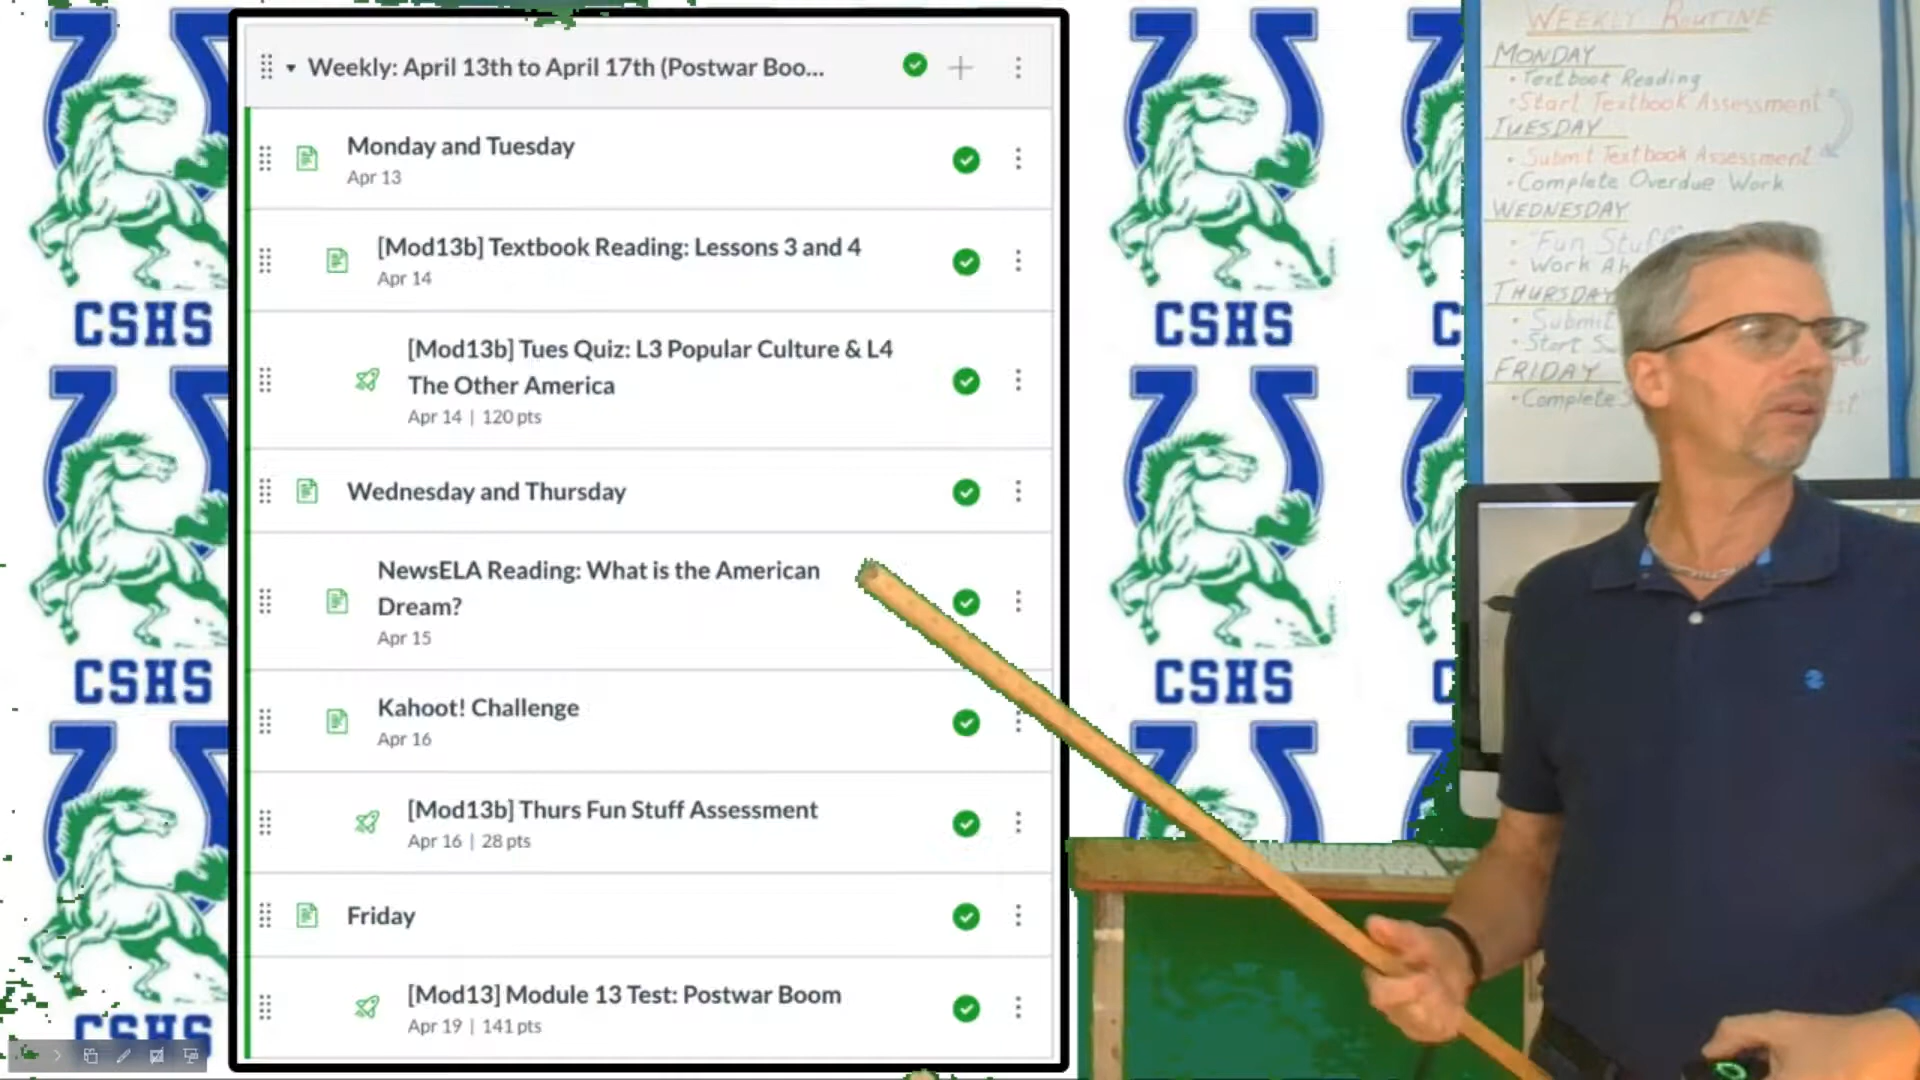 Weekly: April 13th to April 17th (Postwar Boo...
Monday and Tuesday
Apr 13
[Mod13b] Textbook Reading: Lessons 3 and 4
Apr 14
[Mod13b] Tues Quiz: L3 Popular Culture & L4
The Other America
Apr 14 | 120 pts
Wednesday and Thursday
NewsELA Reading: What is the American
Dream?
Apr 15
Kahoot! Challenge
Apr 16
[Mod13b] Thurs Fun Stuff Assessment
Apr 16 | 28 pts
Friday
[Mod13] Module 13 Test: Postwar Boom
Apr 19 | 141 pts
CSHS
CSHS
CSHS
CSHS
CSHS
C
C
WEEKLY ROUTINE
MONDAY
• Textbook Reading
• Start Textbook Assessment
TUESDAY
• Submit Textbook Assessment
• Complete Overdue Work
WEDNESDAY
• "Fun Stuff"
• Work Ah
THURSDAY
• Submit
• Start S
FRIDAY
• Complete S